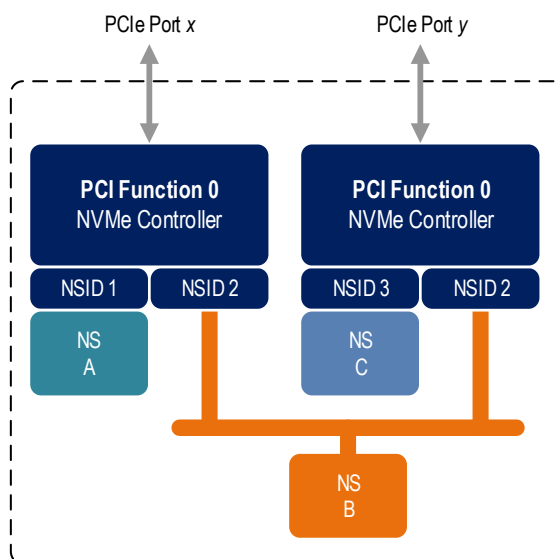 PCIe Port x
PCIe Port y
PCI Function 0
NVMe Controller
PCI Function 0
NVMe Controller
NSID 1
NSID 2
NSID 3
NSID 2
NS
A
NS
C
NS
B